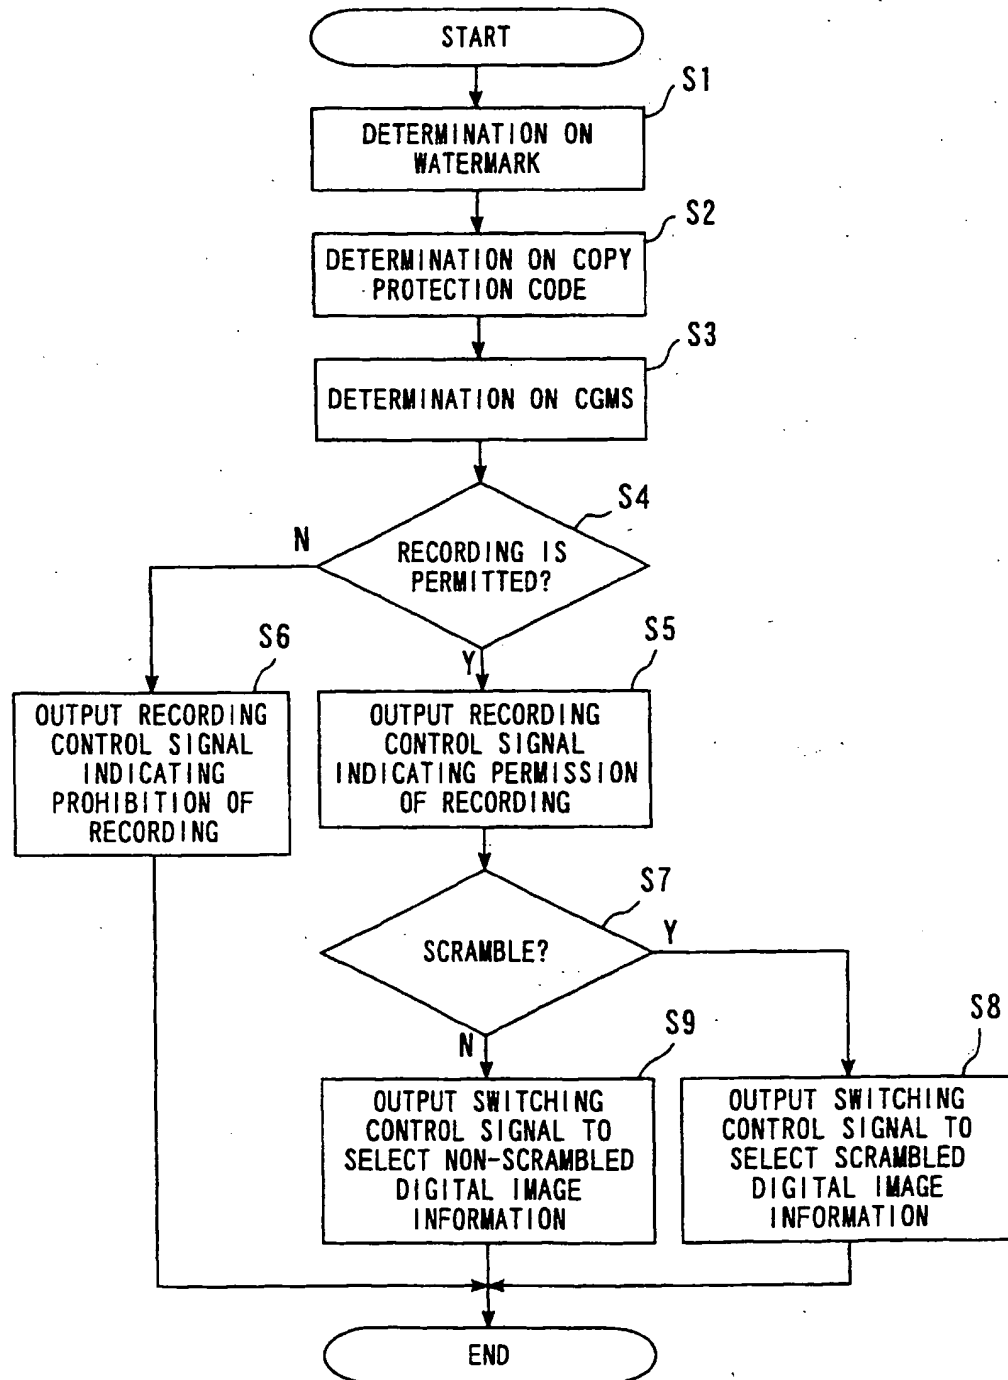 START
S1
DETERMINATION ON
WATERMARK
S2
DETERMINATION ON COPY
PROTECTION CODE
S3
DETERMINATION ON CGMS
S4
N
RECORDING IS
PERMITTED?
Y
S6
OUTPUT RECORDING
CONTROL SIGNAL
INDICATING
PROHIBITION OF
RECORDING
S5
OUTPUT RECORDING
CONTROL SIGNAL
INDICATING PERMISSION
OF RECORDING
S7
SCRAMBLE?
Y
N
S9
OUTPUT SWITCHING
CONTROL SIGNAL TO
SELECT NON-SCRAMBLED
DIGITAL IMAGE
INFORMATION
S8
OUTPUT SWITCHING
CONTROL SIGNAL TO
SELECT SCRAMBLED
DIGITAL IMAGE
INFORMATION
END